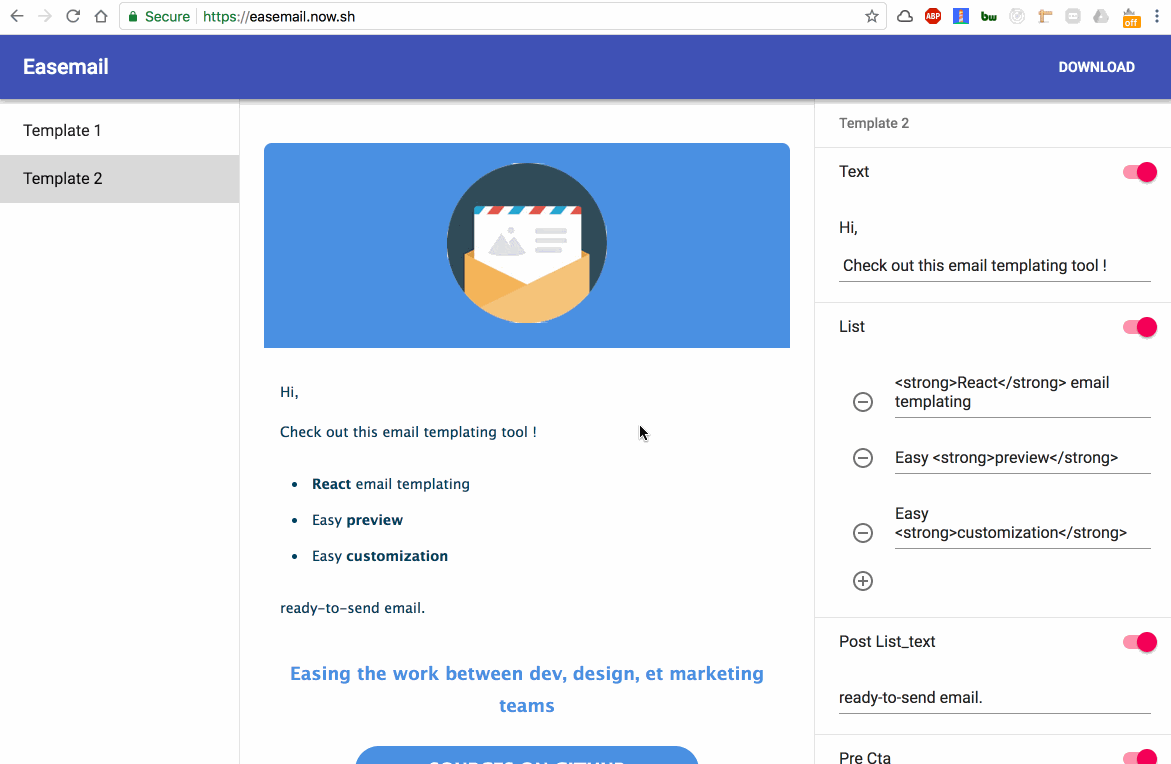 Secure https://easemail.now.sh
ABP
bw
off
Easemail
DOWNLOAD
Template 1
Template 2
Hi,
Check out this email templating tool !
React email templating
Easy preview
Easy customization
ready-to-send email.
Easing the work between dev, design, et marketing
teams
SOURCES ON GITHUB
Template 2
Text
Hi,
Check out this email templating tool !
List
<strong>React</strong> email
templating
Easy <strong>preview</strong>
Easy
<strong>customization</strong>
Post List_text
ready-to-send email.
Pre Cta